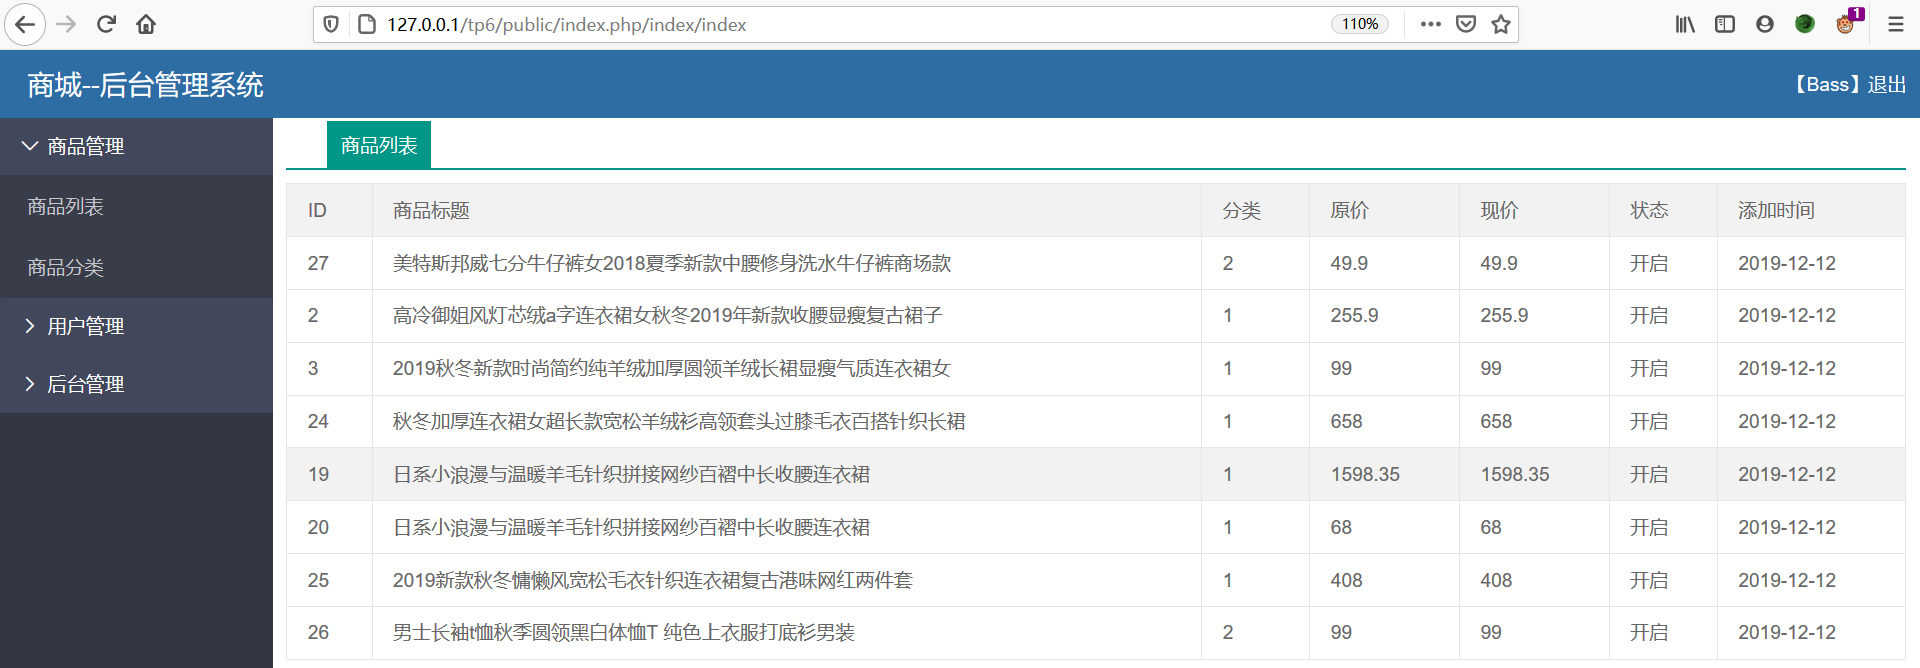 127.0.0.1/tp6/public/index.php/index/index
110%
1
商城--后台管理系统
【Bass】退出
商品管理
商品列表
商品分类
用户管理
后台管理
商品列表
ID 商品标题 分类 原价 现价 状态 添加时间
27 美特斯邦威七分牛仔裤女2018夏季新款中腰修身洗水牛仔裤商场款 2 49.9 49.9 开启 2019-12-12
2 高冷御姐风灯芯绒a字连衣裙女秋冬2019年新款收腰显瘦复古裙子 1 255.9 255.9 开启 2019-12-12
3 2019秋冬新款时尚简约纯羊绒加厚圆领羊绒长裙显瘦气质连衣裙女 1 99 99 开启 2019-12-12
24 秋冬加厚连衣裙女超长款宽松羊绒衫高领套头过膝毛衣百搭针织长裙 1 658 658 开启 2019-12-12
19 日系小浪漫与温暖羊毛针织拼接网纱百褶中长收腰连衣裙 1 1598.35 1598.35 开启 2019-12-12
20 日系小浪漫与温暖羊毛针织拼接网纱百褶中长收腰连衣裙 1 68 68 开启 2019-12-12
25 2019新款秋冬慵懒风宽松毛衣针织连衣裙复古港味网红两件套 1 408 408 开启 2019-12-12
26 男士长袖t恤秋季圆领黑白体恤T 纯色上衣服打底衫男装 2 99 99 开启 2019-12-12